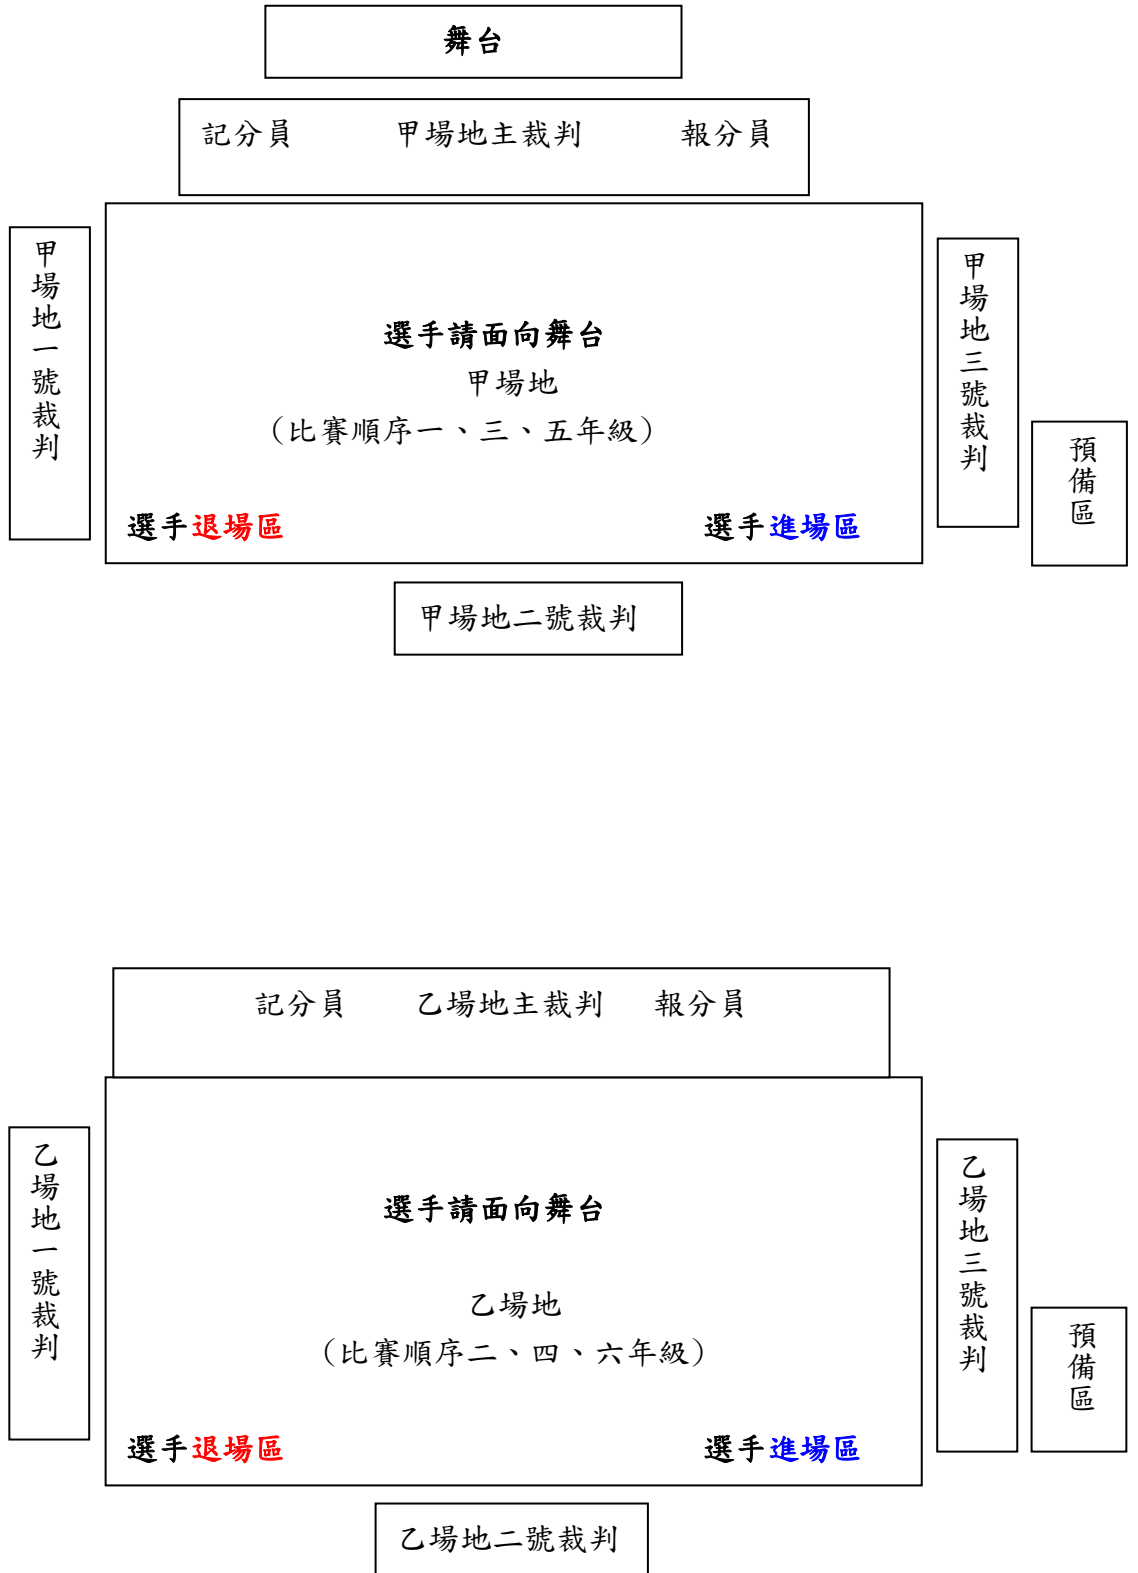 舞台
記分員 甲場地主裁判 報分員
甲場地一號裁判
選手請面向舞台
甲場地
（比賽順序一、三、五年級）
選手退場區 選手進場區
甲場地三號裁判
預備區
甲場地二號裁判
記分員 乙場地主裁判 報分員
乙場地一號裁判
選手請面向舞台
乙場地
（比賽順序二、四、六年級）
選手退場區 選手進場區
乙場地三號裁判
預備區
乙場地二號裁判